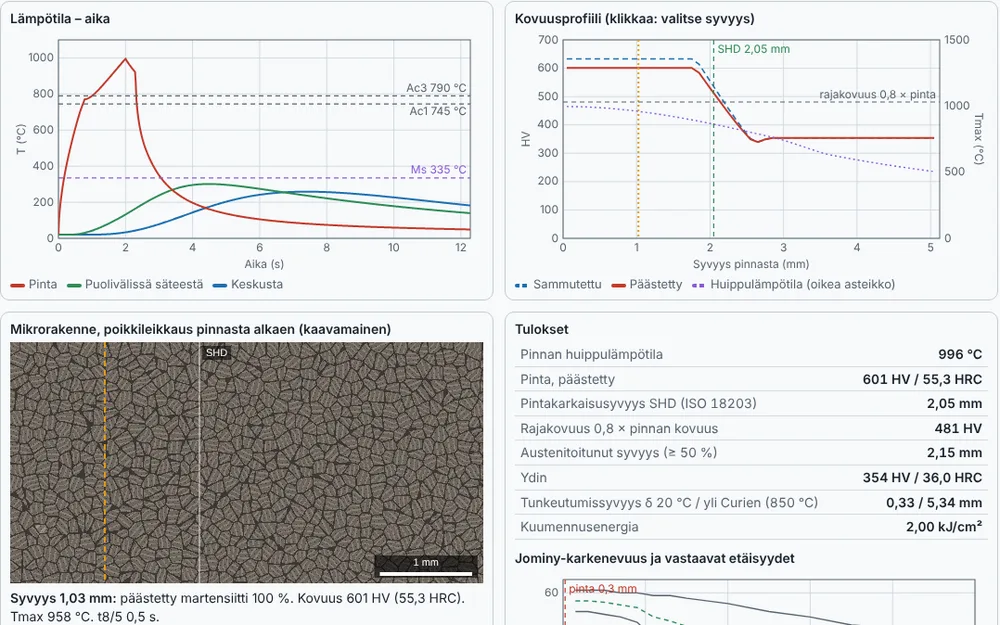 Lämpötila – aika
1000
800
600
400
200
0
T (°C)
Ac3 790 °C
Ac1 745 °C
Ms 335 °C
0 2 4 6 8 10 12
Aika (s)
Pinta Puolivälissä säteestä Keskusta
Kovuusprofiili (klikkaa: valitse syvyys)
700
600
500
400
300
200
100
0
HV
SHD 2,05 mm
rajakovuus 0,8 × pinta
1500
1000
500
0
Tmax (°C)
0 1 2 3 4 5
Syvyys pinnasta (mm)
Sammutettu Päästetty Huippulämpötila (oikea asteikko)
Mikrorakenne, poikkileikkaus pinnasta alkaen (kaavamainen)
SHD
1 mm
Syvyys 1,03 mm: päästetty martensiitti 100 %. Kovuus 601 HV (55,3 HRC).
Tmax 958 °C. t8/5 0,5 s.
Tulokset
Pinnan huippulämpötila 996 °C
Pinta, päästetty 601 HV / 55,3 HRC
Pintakarkaisusyvyys SHD (ISO 18203) 2,05 mm
Rajakovuus 0,8 × pinnan kovuus 481 HV
Austenitoitunut syvyys (≥ 50 %) 2,15 mm
Ydin 354 HV / 36,0 HRC
Tunkeutumissyvyys δ 20 °C / yli Curien (850 °C) 0,33 / 5,34 mm
Kuumennusenergia 2,00 kJ/cm²
Jominy-karkenevuus ja vastaavat etäisyydet
60
pinta 0,3 mm